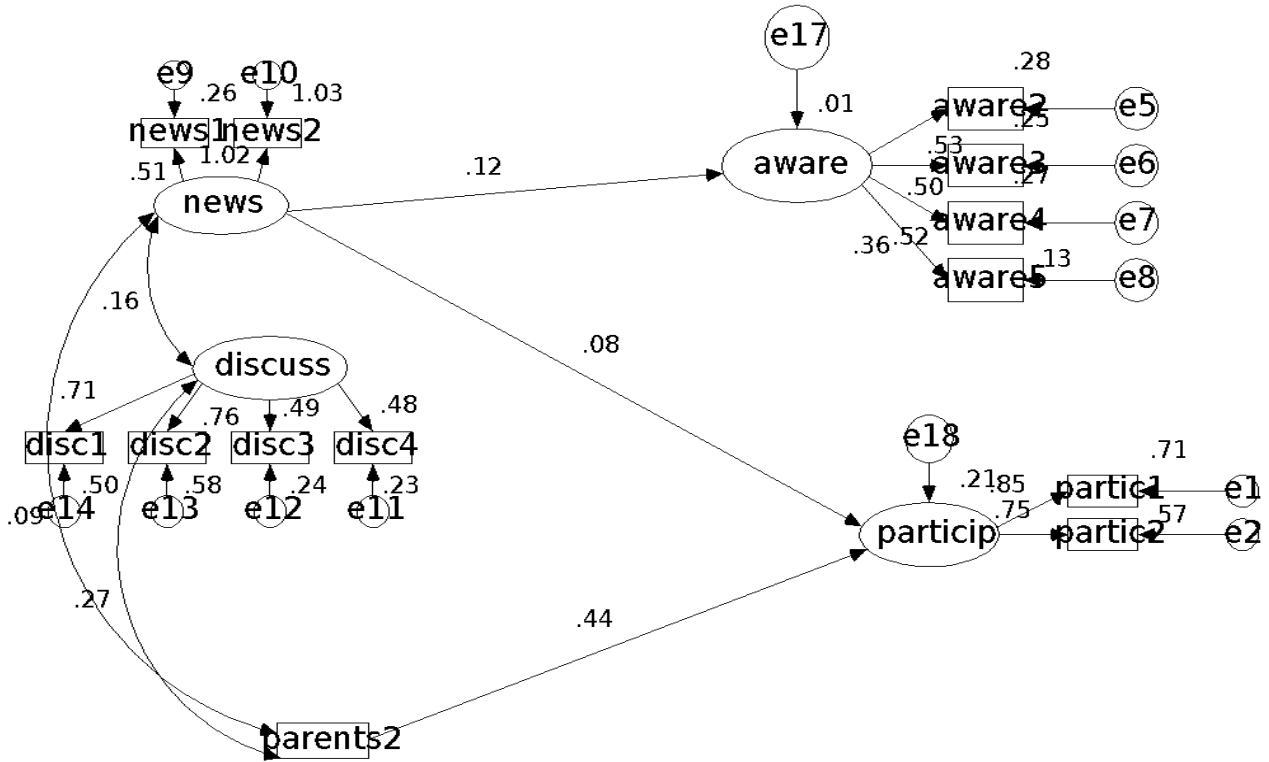 e17
.28
e9
e10
.26
1.03
.01
aware2
e5
.25
news1
news2
1.02
.53
aware
aware3
e6
.51
.12
.27
.50
news
aware4
e7
.36
.52
.13
aware5
e8
.16
.08
discuss
.71
.76
.49
.48
disc1
disc2
disc3
disc4
e18
.71
.50
.58
.24
.23
.21
.85
partic1
e1
.09
e14
e13
e12
e11
.75
.57
particip
partic2
e2
.27
.44
parents2